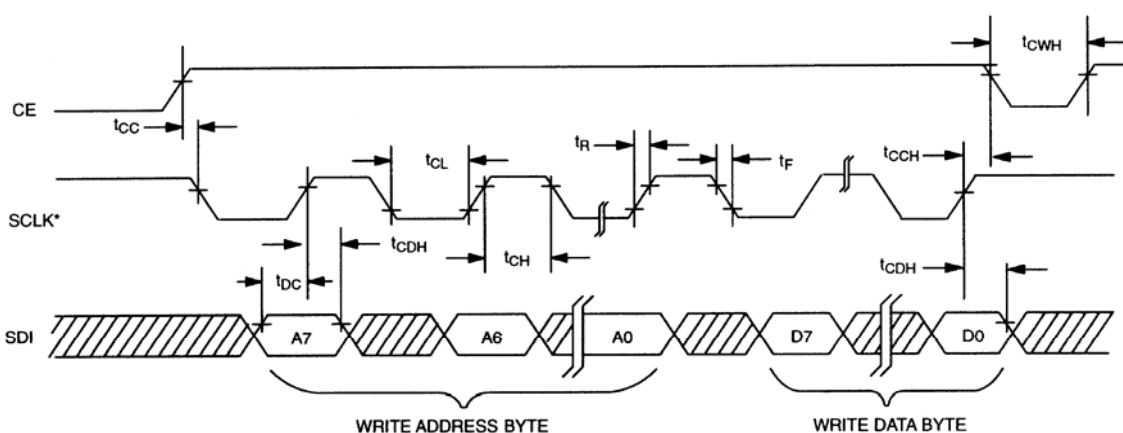 tCWH
CE
tCC
tCL
tR
tF
tCCH
SCLK*
tCDH
tCH
tCDH
tDC
SDI
A7
A6
A0
D7
D0
WRITE ADDRESS BYTE
WRITE DATA BYTE